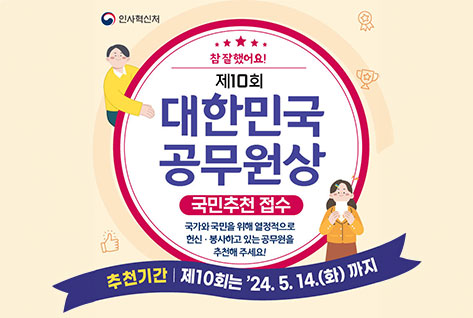 인사혁신처
참 잘했어요!
제10회
대한민국
공무원상
국민추천 접수
국가와 국민을 위해 열정적으로
헌신·봉사하고 있는 공무원을
추천해 주세요!
추천기간 | 제10회는 '24. 5. 14.(화) 까지